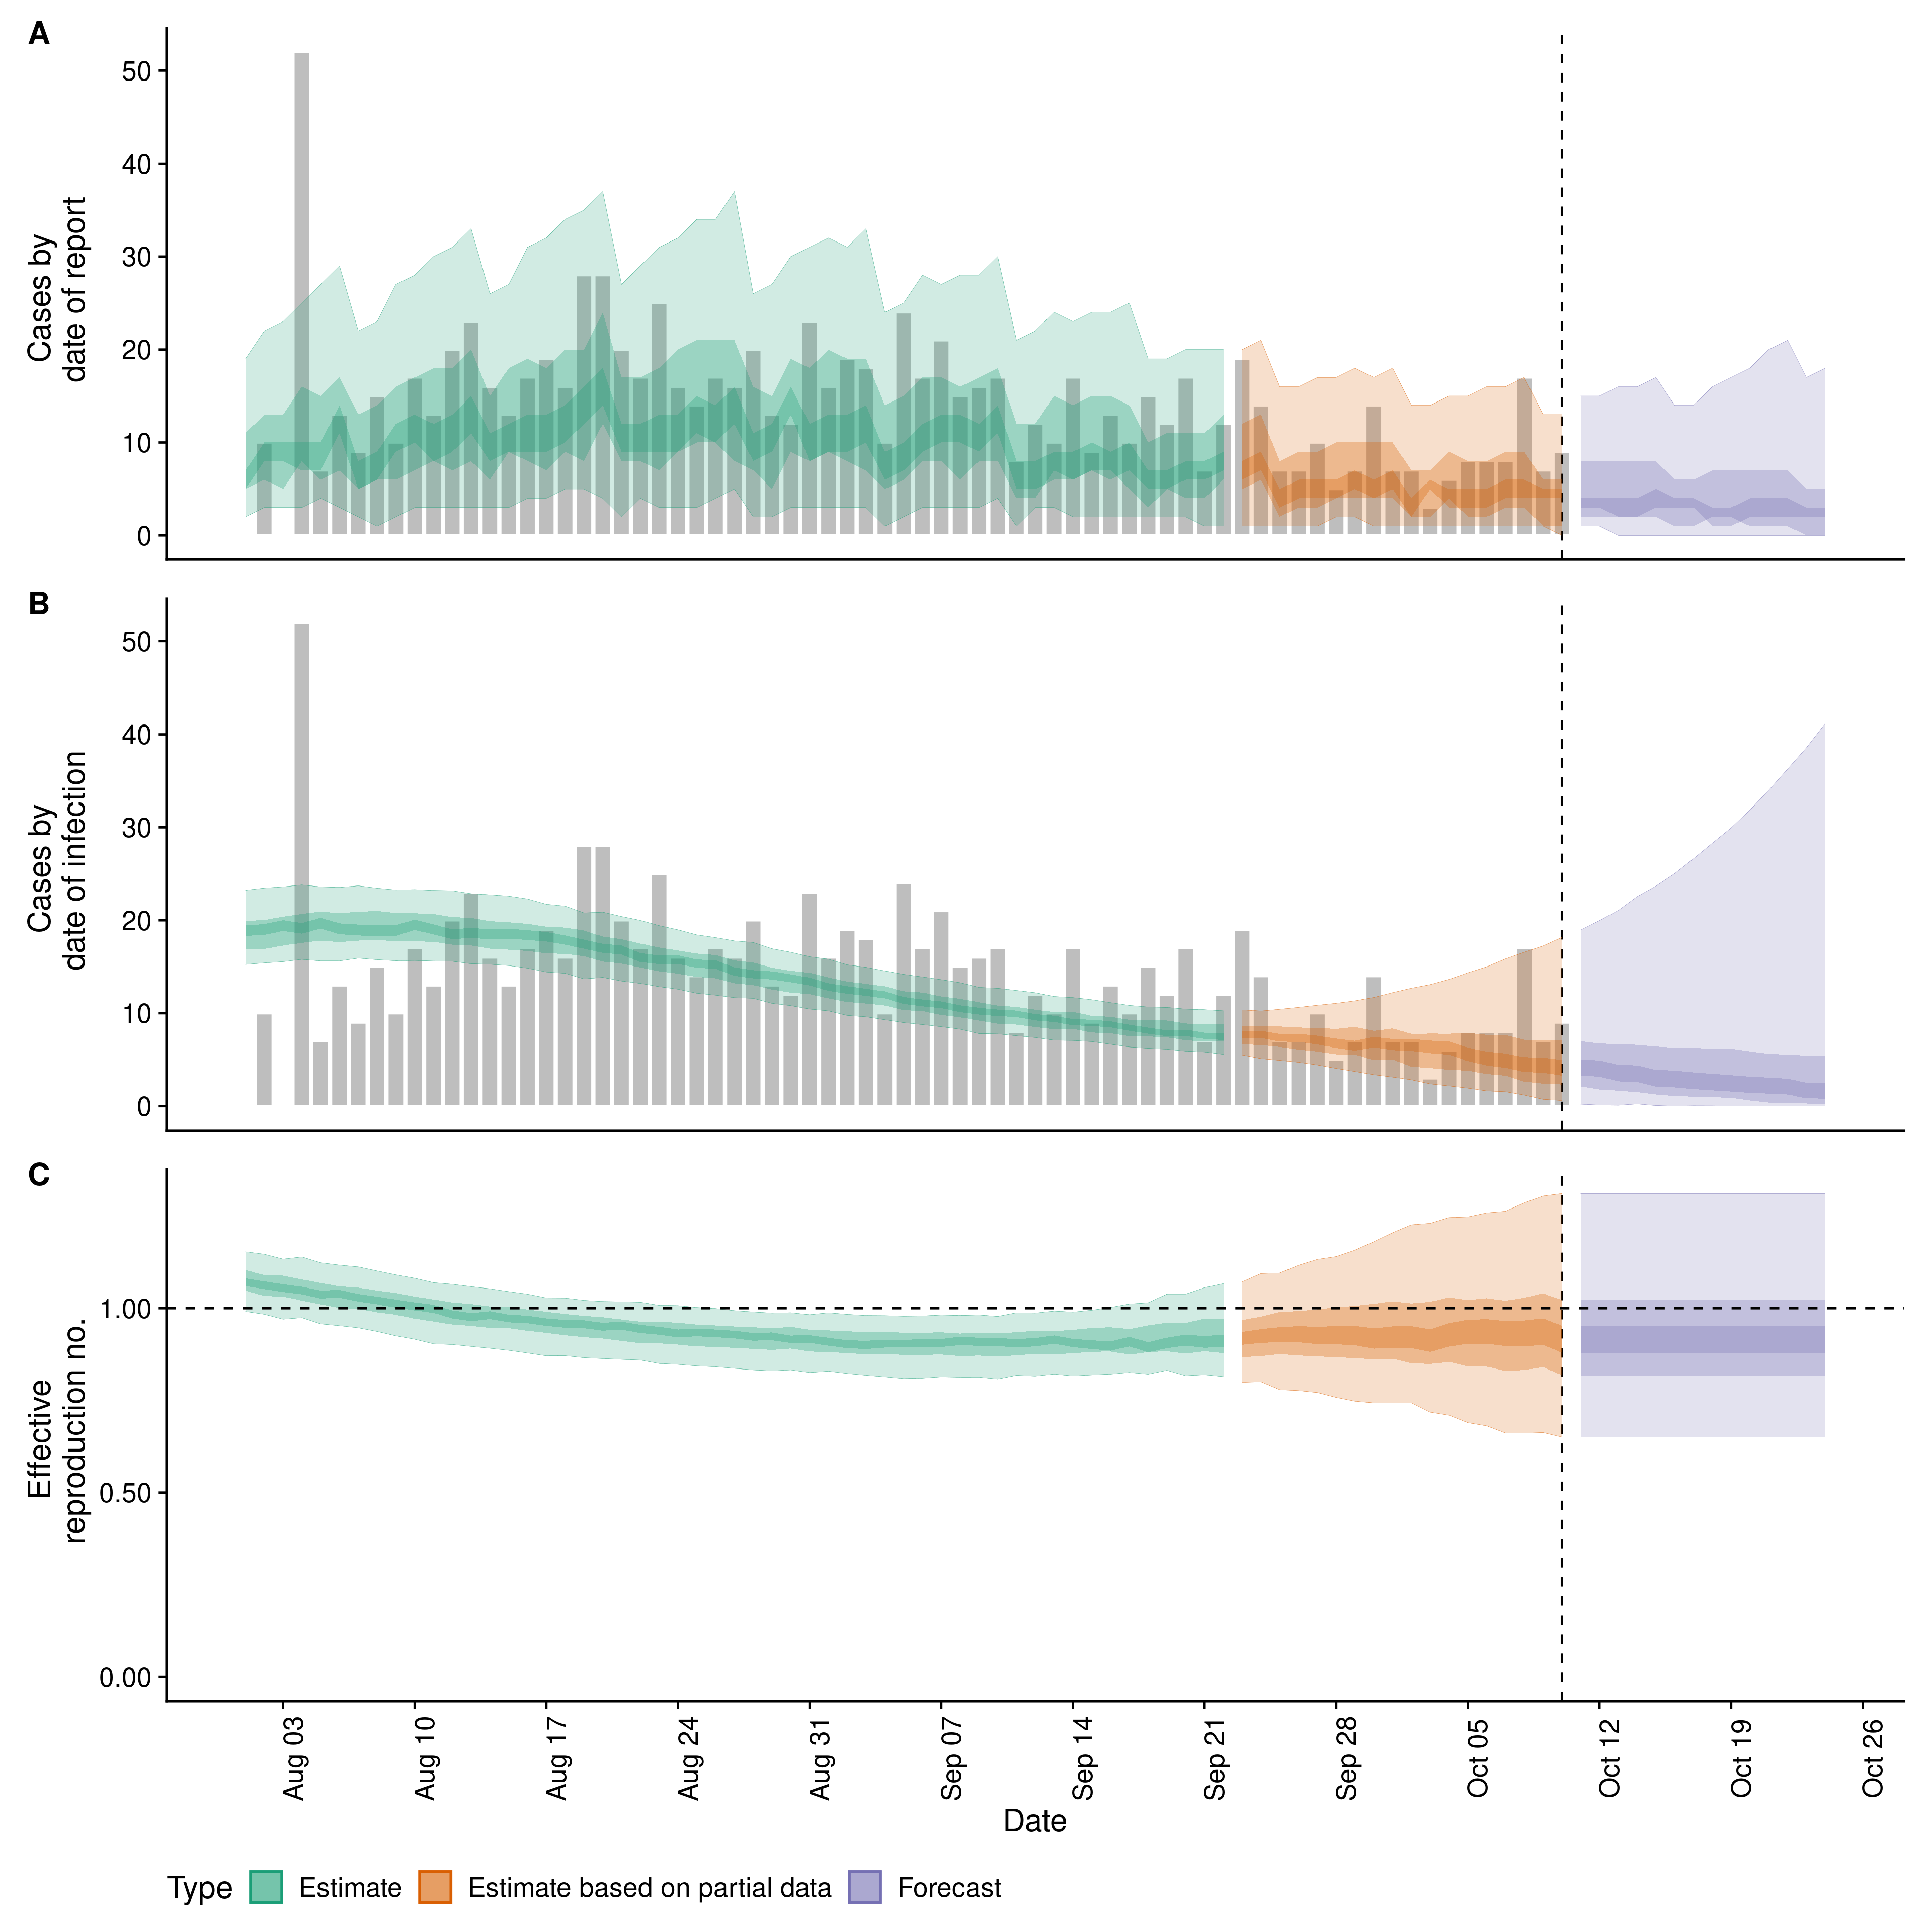 A
50
40
30
20
10
0
Cases by
date of report
B
50
40
30
20
10
0
Cases by
date of infection
C
1.00
0.50
0.00
Effective
reproduction no.
Aug 03
Aug 10
Aug 17
Aug 24
Aug 31
Sep 07
Sep 14
Sep 21
Sep 28
Oct 05
Oct 12
Oct 19
Oct 26
Date
Type Estimate Estimate based on partial data Forecast